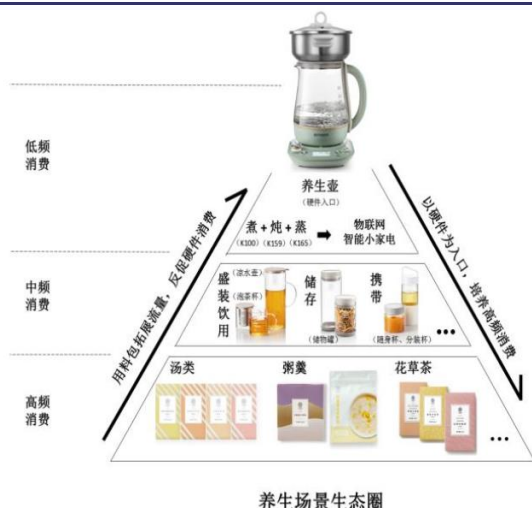 低频
消费
养生壶
（硬件入口）
煮+炖+蒸
（K100）（K159）（K165）
物联网
智能小家电
用料包拓展流量，反促硬件消费
以硬件为入口，培养高频消费
中频
消费
盛装饮用
（凉水壶）
（泡茶杯）
储存
（储物罐）
携带
（随身杯、分装杯）
•••
高频
消费
汤类
粥羹
花草茶
•••
养生场景生态圈